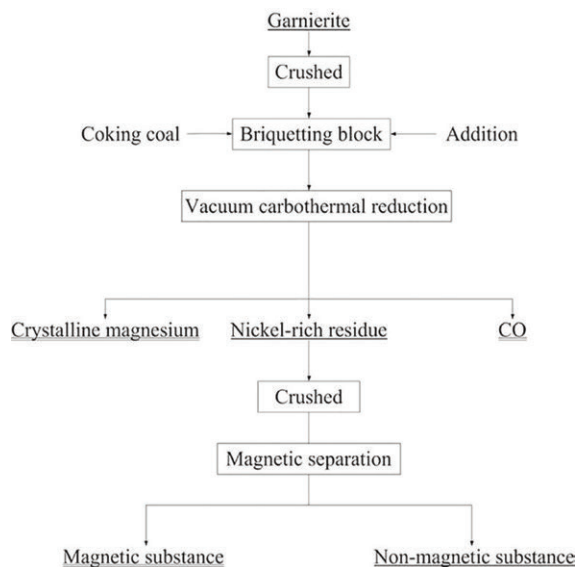 Garnierite
Crushed
Coking coal
Briquetting block
Addition
Vacuum carbothermal reduction
Crystalline magnesium
Nickel-rich residue
CO
Crushed
Magnetic separation
Magnetic substance
Non-magnetic substance